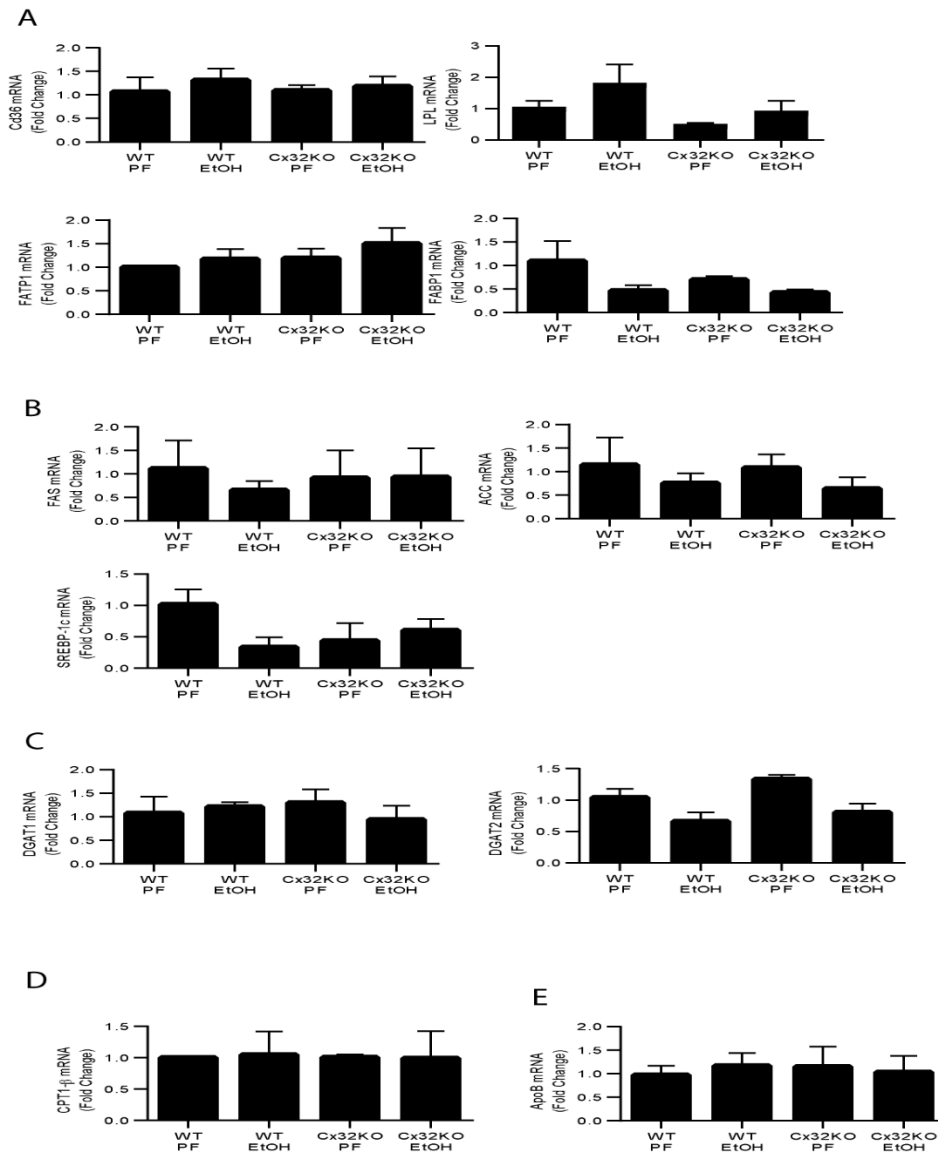 A
Cd36 mRNA
(Fold Change)
2.0
1.5
1.0
0.5
0.0
WT
PF
WT
EtOH
Cx32KO
PF
Cx32KO
EtOH
LPL mRNA
(Fold Change)
3
2
1
0
WT
PF
WT
EtOH
Cx32KO
PF
Cx32KO
EtOH
FATP1 mRNA
(Fold Change)
2.0
1.5
1.0
0.5
0.0
WT
PF
WT
EtOH
Cx32KO
PF
Cx32KO
EtOH
FABP1 mRNA
(Fold Change)
2.0
1.5
1.0
0.5
0.0
WT
PF
WT
EtOH
Cx32KO
PF
Cx32KO
EtOH
B
FAS mRNA
(Fold Change)
2.0
1.5
1.0
0.5
0.0
WT
PF
WT
EtOH
Cx32KO
PF
Cx32KO
EtOH
ACC mRNA
(Fold Change)
2.0
1.5
1.0
0.5
0.0
WT
PF
WT
EtOH
Cx32KO
PF
Cx32KO
EtOH
SREBP-1c mRNA
(Fold Change)
1.5
1.0
0.5
0.0
WT
PF
WT
EtOH
Cx32KO
PF
Cx32KO
EtOH
C
DGAT1 mRNA
(Fold Change)
2.0
1.5
1.0
0.5
0.0
WT
PF
WT
EtOH
Cx32KO
PF
Cx32KO
EtOH
DGAT2 mRNA
(Fold Change)
1.5
1.0
0.5
0.0
WT
PF
WT
EtOH
Cx32KO
PF
Cx32KO
EtOH
D
CPT1-β mRNA
(Fold Change)
1.5
1.0
0.5
0.0
WT
PF
WT
EtOH
Cx32KO
PF
Cx32KO
EtOH
E
ApoB mRNA
(Fold Change)
2.0
1.5
1.0
0.5
0.0
WT
PF
WT
EtOH
Cx32KO
PF
Cx32KO
EtOH